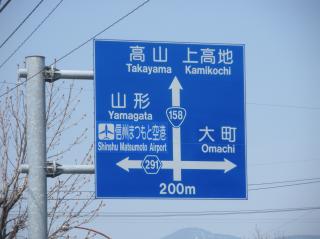 高山 上高地
Takayama Kamikochi
山形
Yamagata
158
大町
Omachi
信州まつもと空港
Shinshu Matsumoto Airport
291
200m